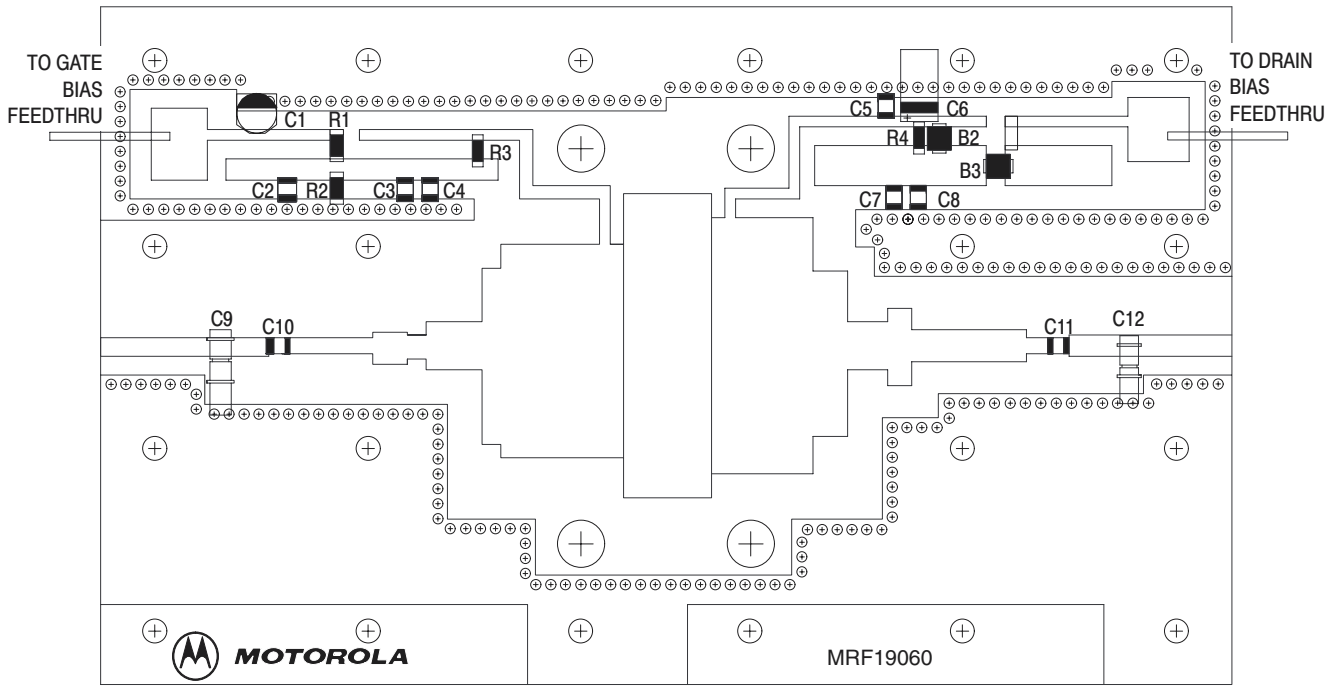 TO GATE
BIAS
FEEDTHRU
TO DRAIN
BIAS
FEEDTHRU
C1
R1
R3
C2
R2
C3
C4
C5
C6
+
R4
B2
B3
C7
C8
C9
C10
C11
C12
MOTOROLA
MRF19060